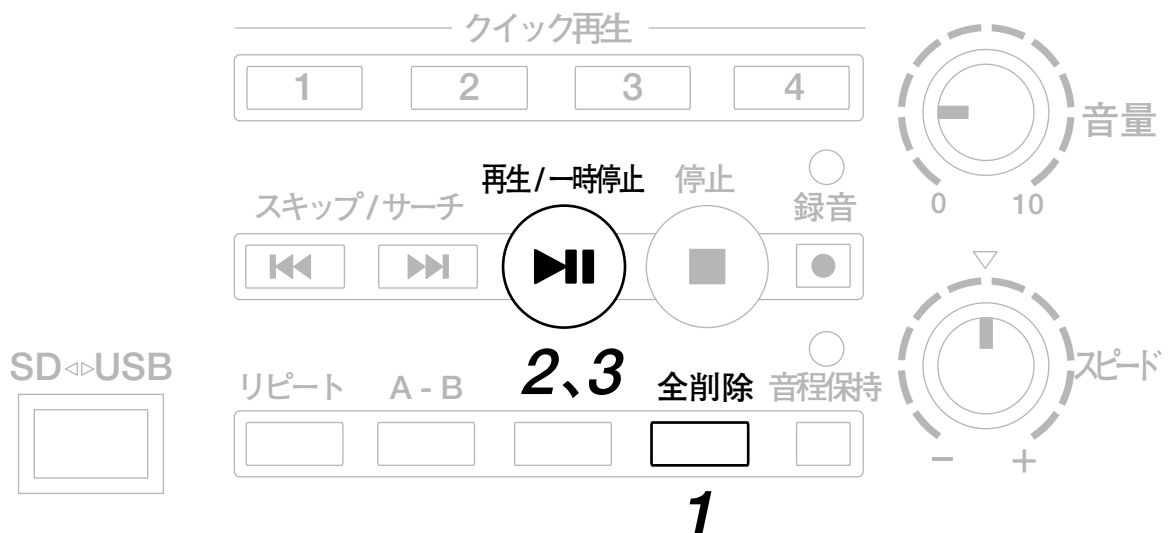 クイック再生
1 2 3 4
音量
0 10
スキップ/サーチ 再生/一時停止 停止 録音
スピード
− +
SD◁▷USB
リピート A - B 2、3 全削除 音程保持
1